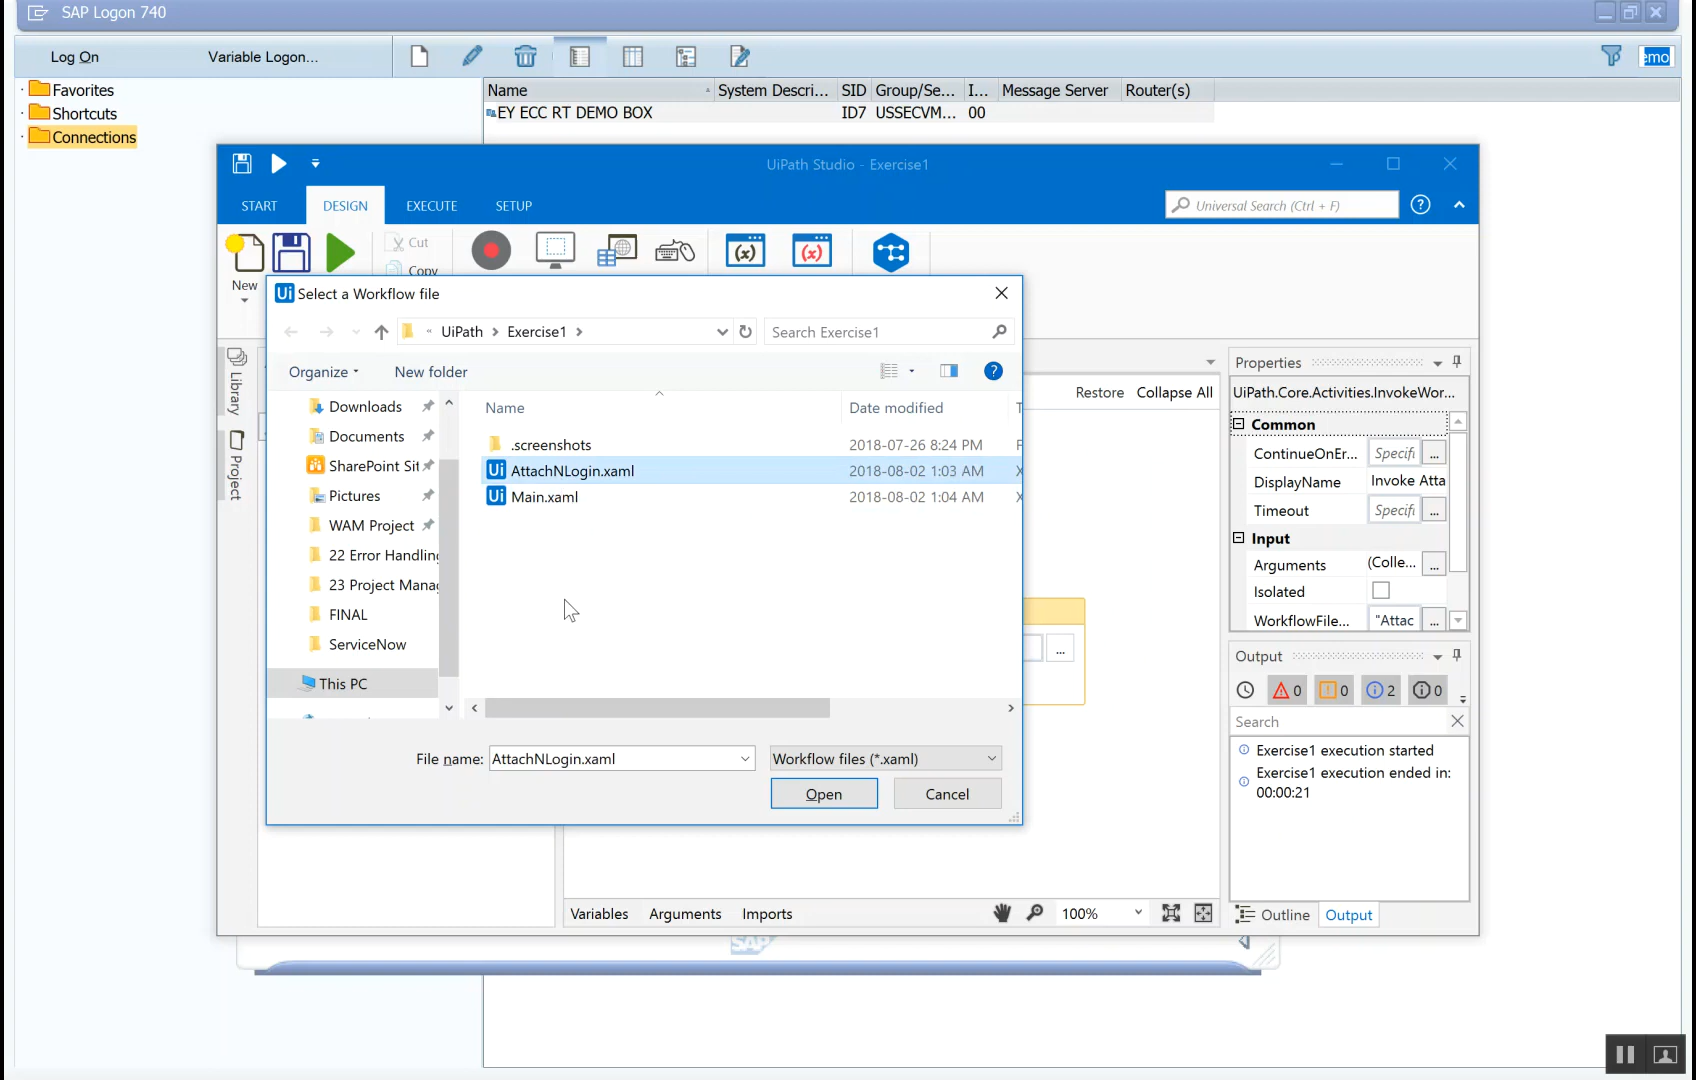 SAP Logon 740
Log On
Variable Logon...
emo
Favorites
Shortcuts
Connections
Name
System Descri...
SID
Group/Se...
I...
Message Server
Router(s)
EY ECC RT DEMO BOX
ID7
USSECVM...
00
UiPath Studio - Exercise1
START
DESIGN
EXECUTE
SETUP
Universal Search (Ctrl + F)
New
Cut
Copy
(x)
(x)
Ui Select a Workflow file
« UiPath > Exercise1 >
Search Exercise1
Organize
New folder
Library
Project
Downloads
Documents
SharePoint Sit
Pictures
WAM Project
22 Error Handling
23 Project Manag
FINAL
ServiceNow
This PC
Name
Date modified
T
.screenshots
2018-07-26 8:24 PM
F
Ui AttachNLogin.xaml
2018-08-02 1:03 AM
X
Ui Main.xaml
2018-08-02 1:04 AM
X
File name:
AttachNLogin.xaml
Workflow files (*.xaml)
Open
Cancel
Restore
Collapse All
...
Variables
Arguments
Imports
100%
Properties
UiPath.Core.Activities.InvokeWor...
Common
ContinueOnEr...
Specifi
...
DisplayName
Invoke Atta
Timeout
Specifi
...
Input
Arguments
(Colle...
...
Isolated
WorkflowFile...
"Attac
...
Output
0
0
2
0
Search
Exercise1 execution started
Exercise1 execution ended in:
00:00:21
Outline
Output
SAP